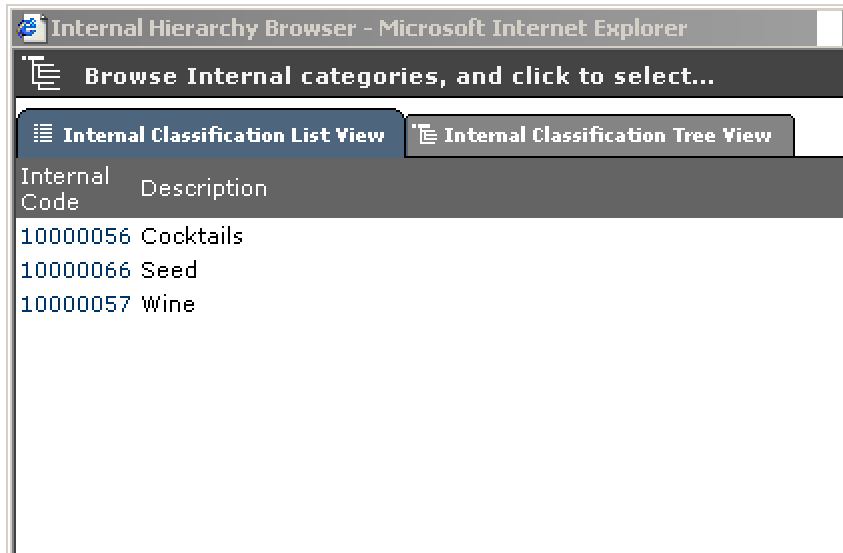 Internal Hierarchy Browser - Microsoft Internet Explorer
Browse Internal categories, and click to select...
Internal Classification List View Internal Classification Tree View
Internal Code Description
10000056 Cocktails
10000066 Seed
10000057 Wine